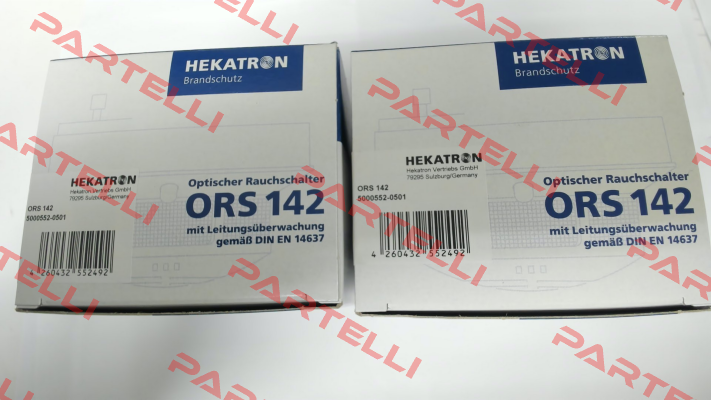 HEKATRON
Brandschutz
HEKATRON
Hekatron Vertriebs GmbH
79295 Sulzburg/Germany
ORS 142
5000552-0501
4 260432 552492
Optischer Rauchschalter
ORS 142
mit Leitungsüberwachung
gemäß DIN EN 14637
HEKATRON
Brandschutz
HEKATRON
Hekatron Vertriebs GmbH
79295 Sulzburg/Germany
ORS 142
5000552-0501
4 260432 552492
Optischer Rauchschalter
ORS 142
mit Leitungsüberwachung
gemäß DIN EN 14637
PARTELLI
PARTELLI
PARTELLI
PARTELLI
PARTELLI
PARTELLI
PARTELLI